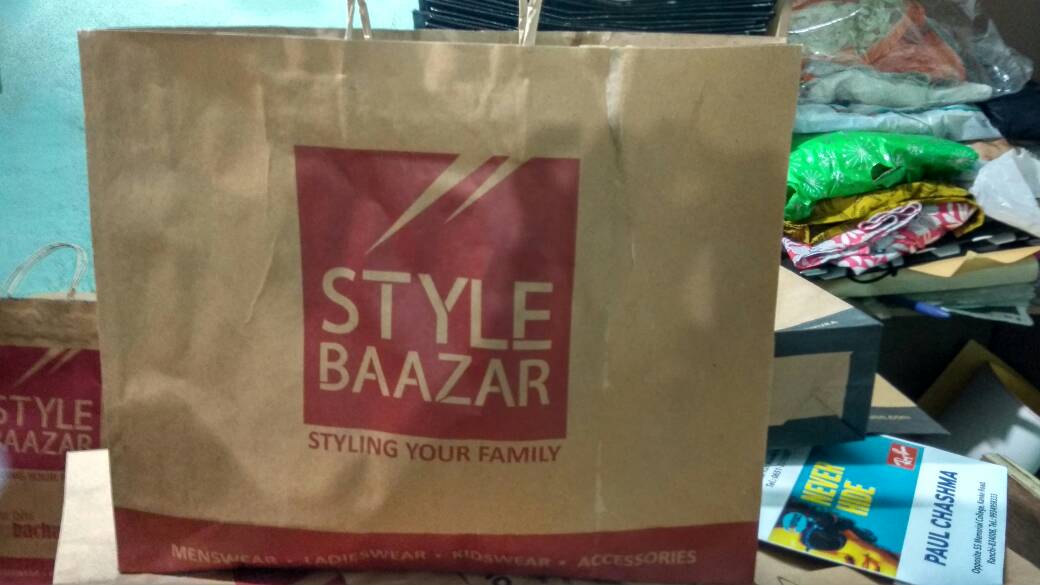 STYLE
BAAZAR
STYLING YOUR FAMILY
MENSWEAR • LADIESWEAR • KIDSWEAR • ACCESSORIES
STYLE
BAAZAR
NEVER
HIDE
PAUL CHASHMA